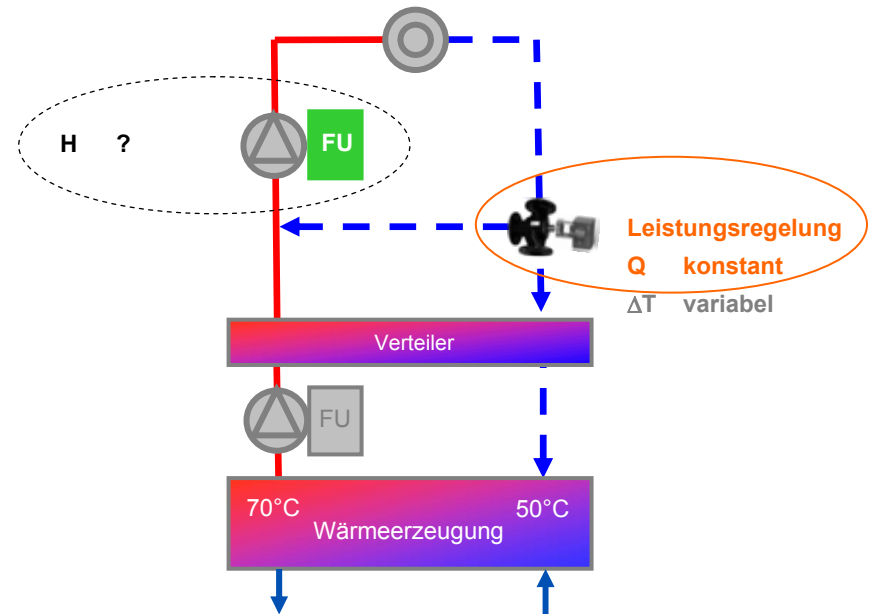 H ?
FU
Leistungsregelung
Q konstant
ΔT variabel
Verteiler
FU
70°C
50°C
Wärmeerzeugung